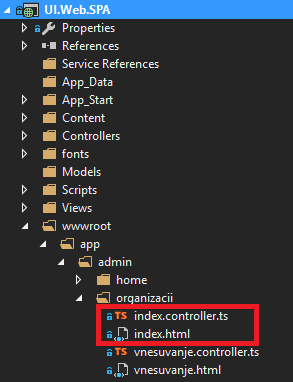 UI.Web.SPA
Properties
References
Service References
App_Data
App_Start
Content
Controllers
fonts
Models
Scripts
Views
wwwroot
app
admin
home
organizacii
TS index.controller.ts
index.html
TS vnesuvanje.controller.ts
vnesuvanje.html